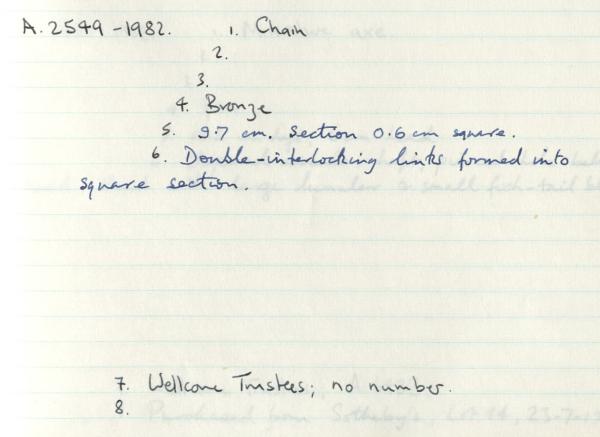 A.2549-1982. 1. Chain
2.
3.
4. Bronze
5. 9.7 cm. Section 0.6 cm square.
6. Double-interlocking links formed into
square section.
7. Wellcome Trustees; no number.
8.